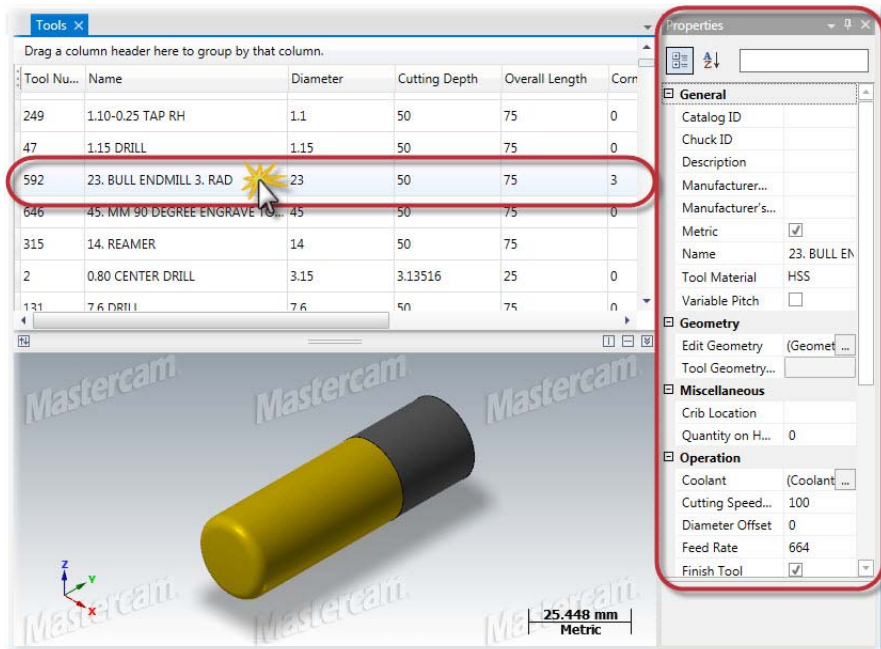 Tools ×
Drag a column header here to group by that column.
Tool Nu... Name Diameter Cutting Depth Overall Length Corn
249 1.10-0.25 TAP RH 1.1 50 75 0
47 1.15 DRILL 1.15 50 75 0
592 23. BULL ENDMILL 3. RAD 23 50 75 3
646 45. MM 90 DEGREE ENGRAVE TO... 45 50 75 0
315 14. REAMER 14 50 75
2 0.80 CENTER DRILL 3.15 3.13516 25 0
131 7.6 DRILL 7.6 50 75 0
Mastercam Mastercam Mastercam
Mastercam Mastercam Mastercam
Z
Y
X
25.448 mm
Metric
Properties
A
Z
General
Catalog ID
Chuck ID
Description
Manufacturer...
Manufacturer's...
Metric
Name 23. BULL EN
Tool Material HSS
Variable Pitch
Geometry
Edit Geometry (Geomet ...
Tool Geometry...
Miscellaneous
Crib Location
Quantity on H... 0
Operation
Coolant (Coolant ...
Cutting Speed... 100
Diameter Offset 0
Feed Rate 664
Finish Tool